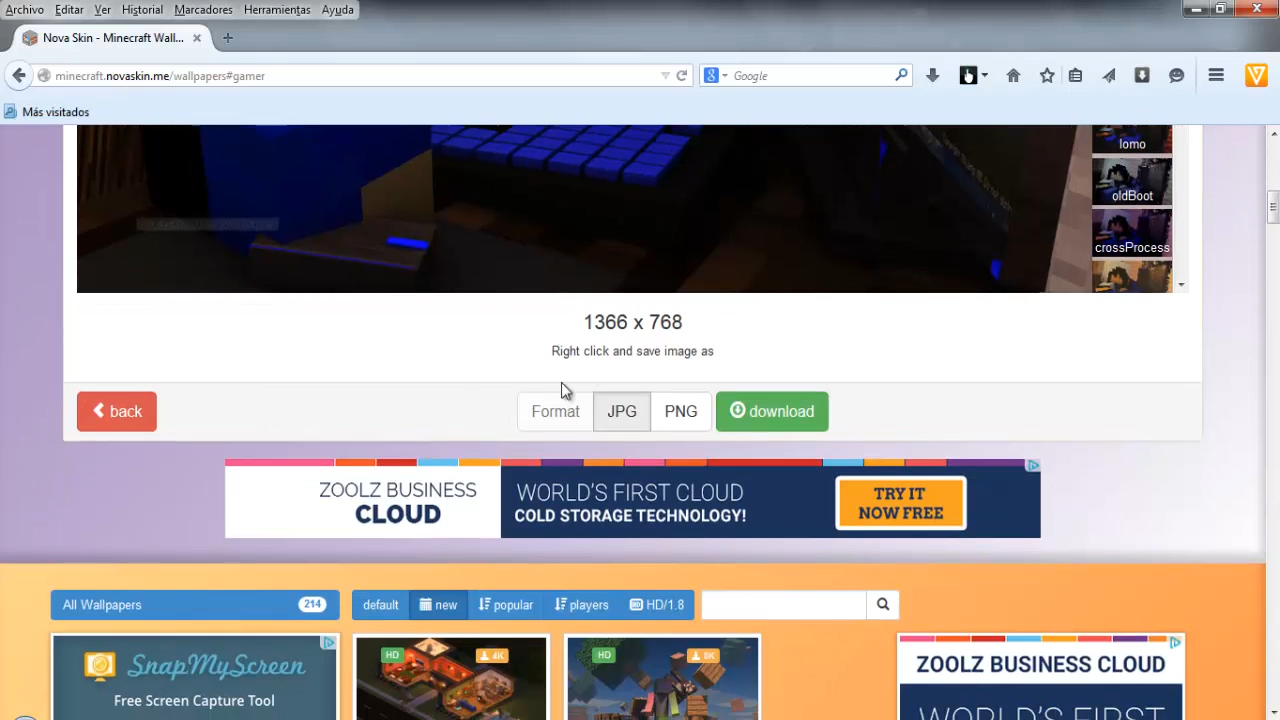 Archivo Editar Ver Historial Marcadores Herramientas Ayuda
Nova Skin - Minecraft Wall...
minecraft.novaskin.me/wallpapers#gamer
Google
Más visitados
lomo
oldBoot
crossProcess
1366 x 768
Right click and save image as
back
Format JPG PNG download
ZOOLZ BUSINESS CLOUD
WORLD'S FIRST CLOUD
COLD STORAGE TECHNOLOGY!
TRY IT
NOW FREE
All Wallpapers 214
default new popular players HD/1.8
SnapMyScreen
Free Screen Capture Tool
HD 4K
HD 8K
ZOOLZ BUSINESS CLOUD
WORLD'S FIRST